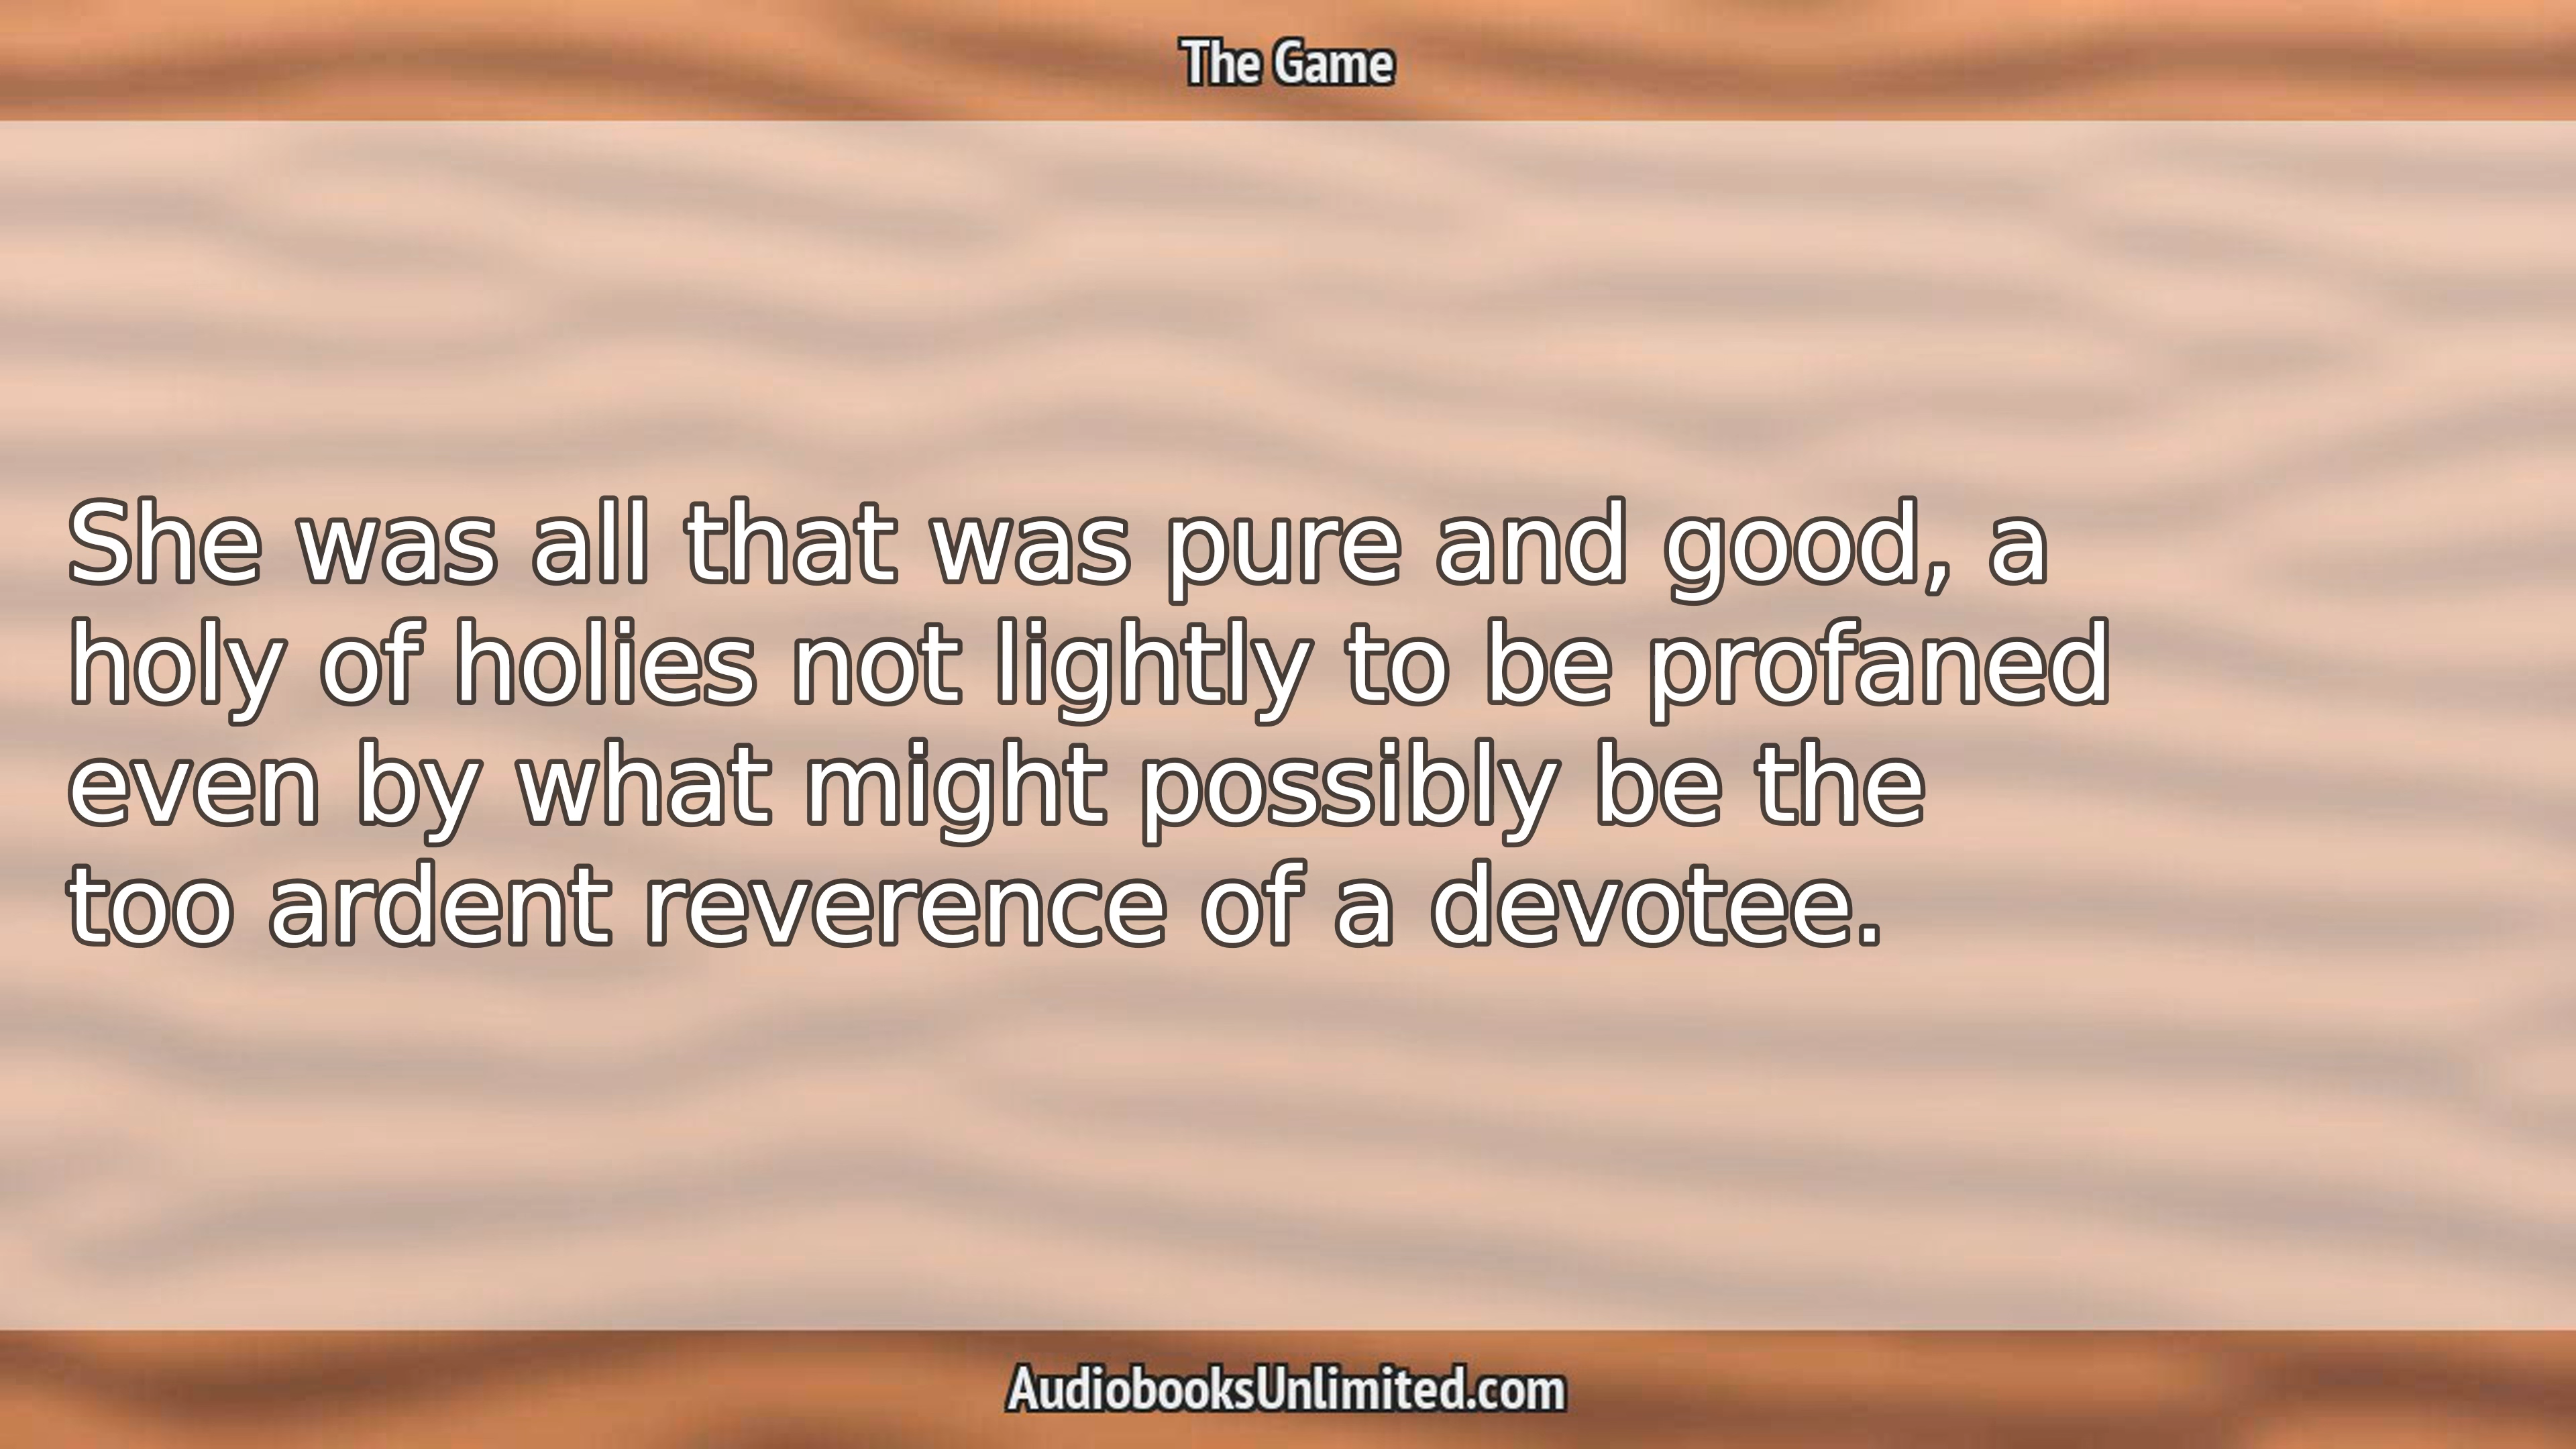 The Game
She was all that was pure and good, a
holy of holies not lightly to be profaned
even by what might possibly be the
too ardent reverence of a devotee.
AudiobooksUnlimited.com